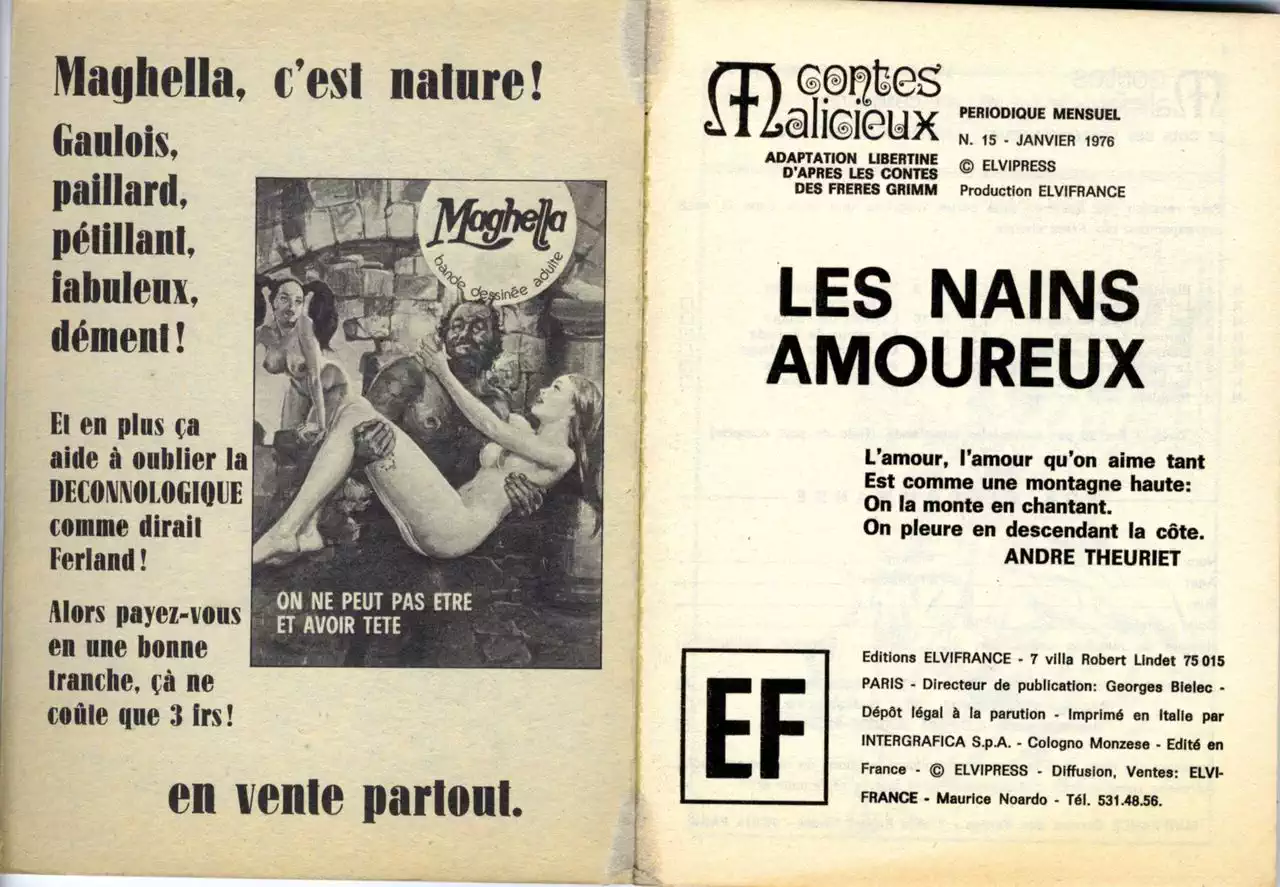 Maghella, c'est nature!
Gaulois,
paillard,
pétillant,
fabuleux,
dément!
Maghella
bande dessinée adulte
Et en plus ça
aide à oublier la
DECONNOLOGIQUE
comme dirait
Ferland!
ON NE PEUT PAS ETRE
ET AVOIR TETE
Alors payez-vous
en une bonne
tranche, çà ne
coûte que 3 frs!
en vente partout.
contes
Malicieux
ADAPTATION LIBERTINE
D'APRES LES CONTES
DES FRERES GRIMM
PERIODIQUE MENSUEL
N. 15 - JANVIER 1976
© ELVIPRESS
Production ELVIFRANCE
LES NAINS
AMOUREUX
L'amour, l'amour qu'on aime tant
Est comme une montagne haute:
On la monte en chantant.
On pleure en descendant la côte.
ANDRE THEURIET
EF
Editions ELVIFRANCE - 7 villa Robert Lindet 75 015
PARIS - Directeur de publication: Georges Bielec -
Dépôt légal à la parution - Imprimé en Italie par
INTERGRAFICA S.p.A. - Cologno Monzese - Edité en
France - © ELVIPRESS - Diffusion, Ventes: ELVI-
FRANCE - Maurice Noardo - Tél. 531.48.56.